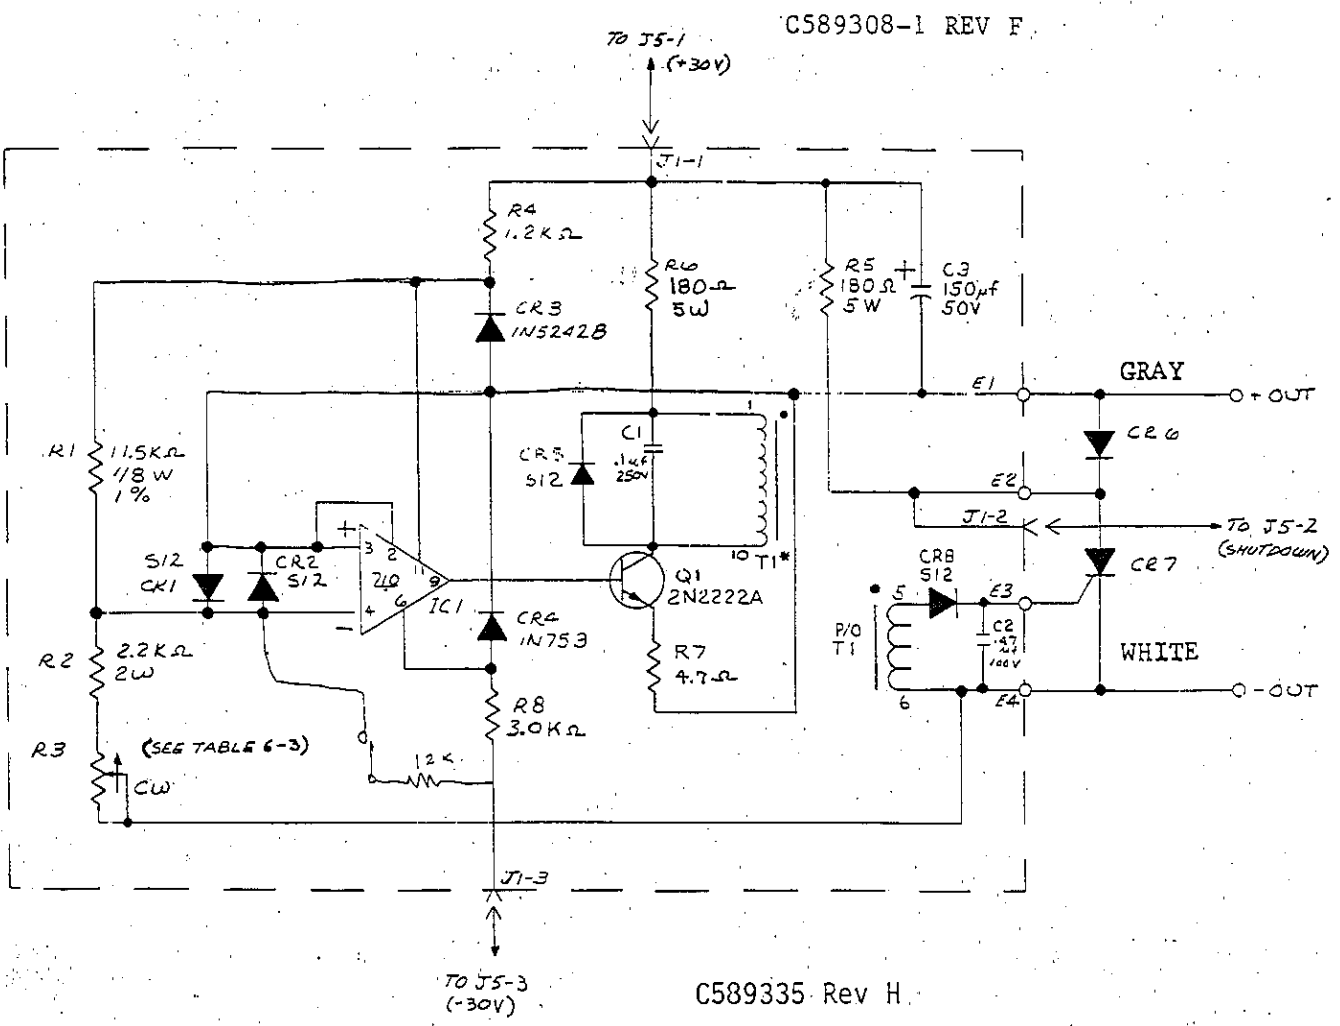 C589308-1 REV F
TO J5-1
(+30V)
J1-1
R4
1.2KΩ
R6
180Ω
5W
R5
180Ω
5W
+
C3
150µf
50V
CR3
1N5242B
E1
GRAY
+ OUT
CR6
R1
11.5KΩ
1/8 W
1%
CR5
S12
C1
.1µf
250V
1
10
T1*
E2
J1-2
TO J5-2
(SHUTDOWN)
+
3
2
1
S12
CR1
CR2
S12
710
8
6
IC1
4
-
Q1
2N2222A
CR8
S12
CR7
5
E3
P/O
T1
C2
.47
µf
100V
WHITE
CR4
1N753
R2
2.2KΩ
2W
R7
4.7Ω
6
E4
-OUT
R8
3.0KΩ
R3
(SEE TABLE 6-3)
CW
12K
J1-3
TO J5-3
(-30V)
C589335 Rev H